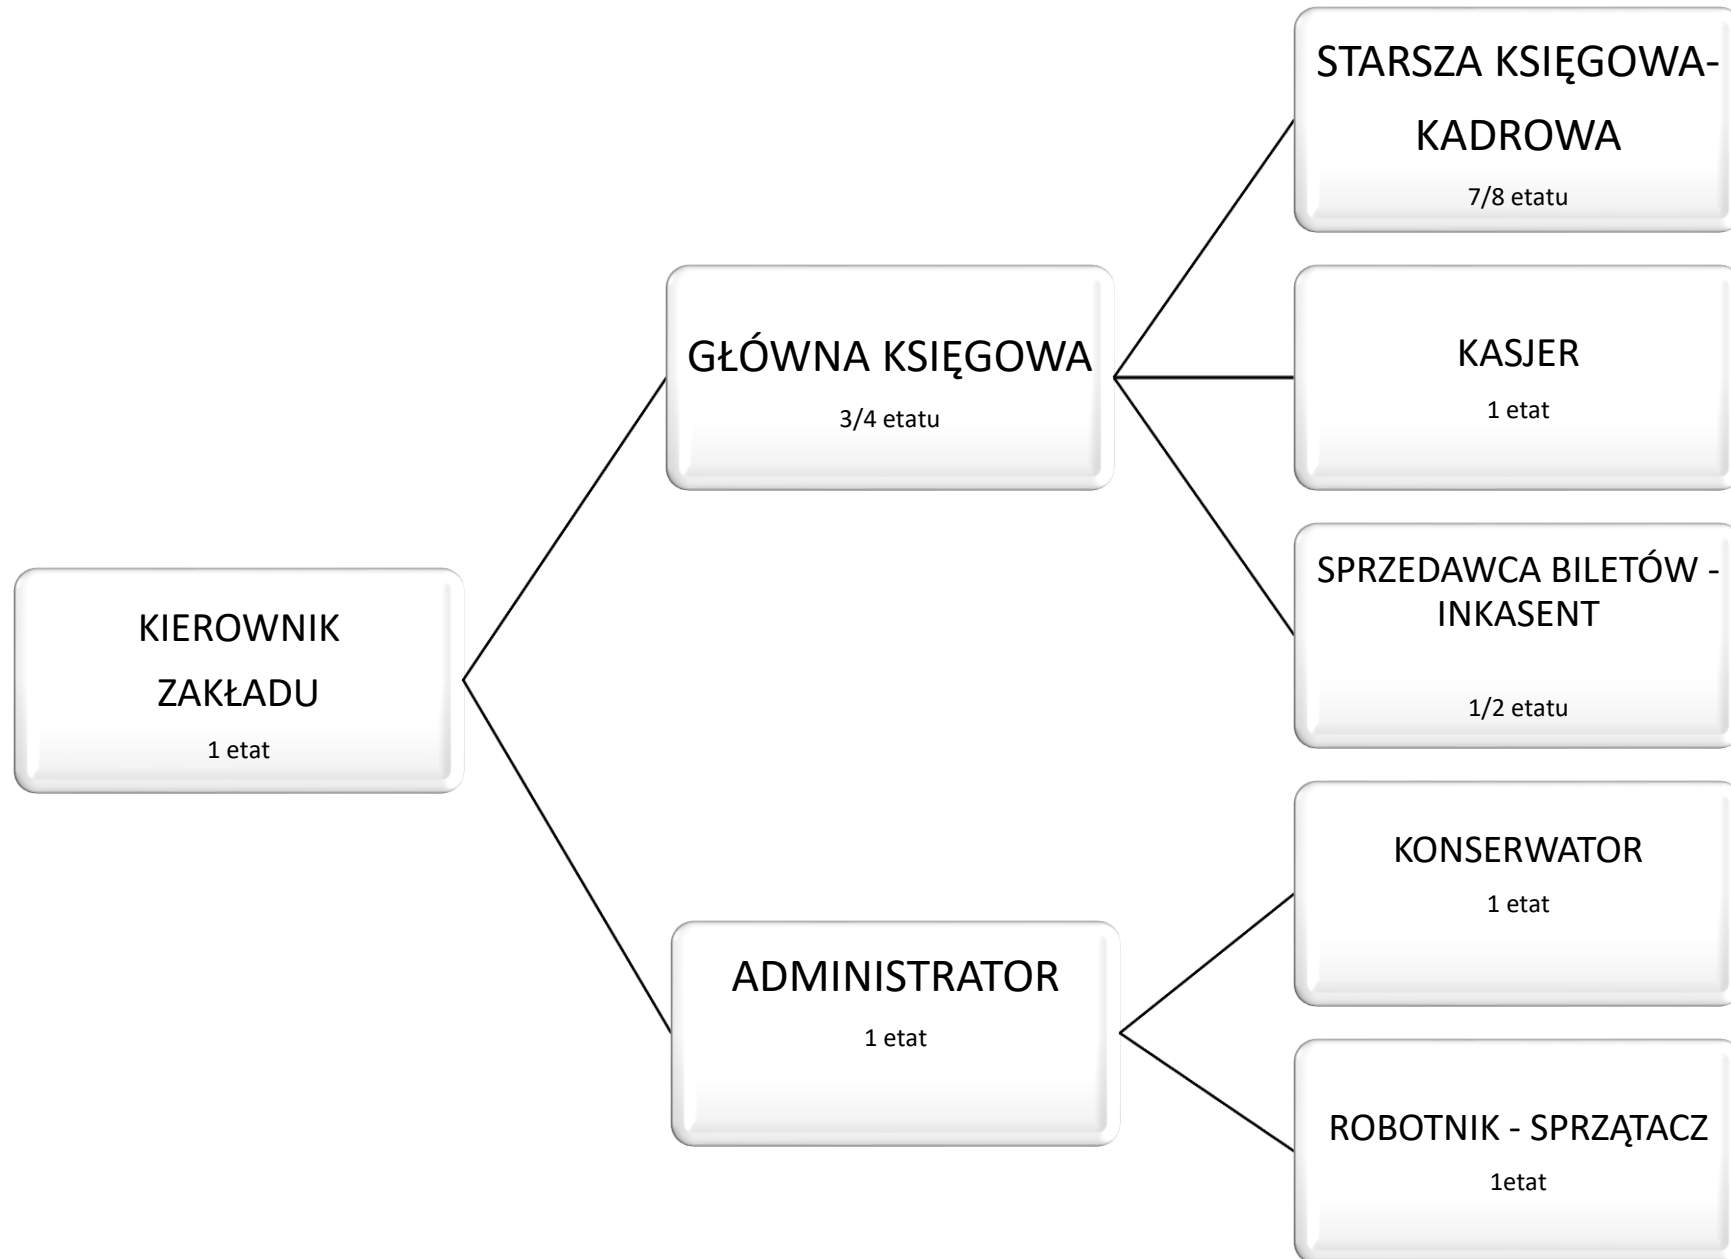 KIEROWNIK
ZAKŁADU
1 etat
GŁÓWNA KSIĘGOWA
3/4 etatu
STARSZA KSIĘGOWA-
KADROWA
7/8 etatu
KASJER
1 etat
SPRZEDAWCA BILETÓW -
INKASENT
1/2 etatu
ADMINISTRATOR
1 etat
KONSERWATOR
1 etat
ROBOTNIK - SPRZĄTACZ
1etat